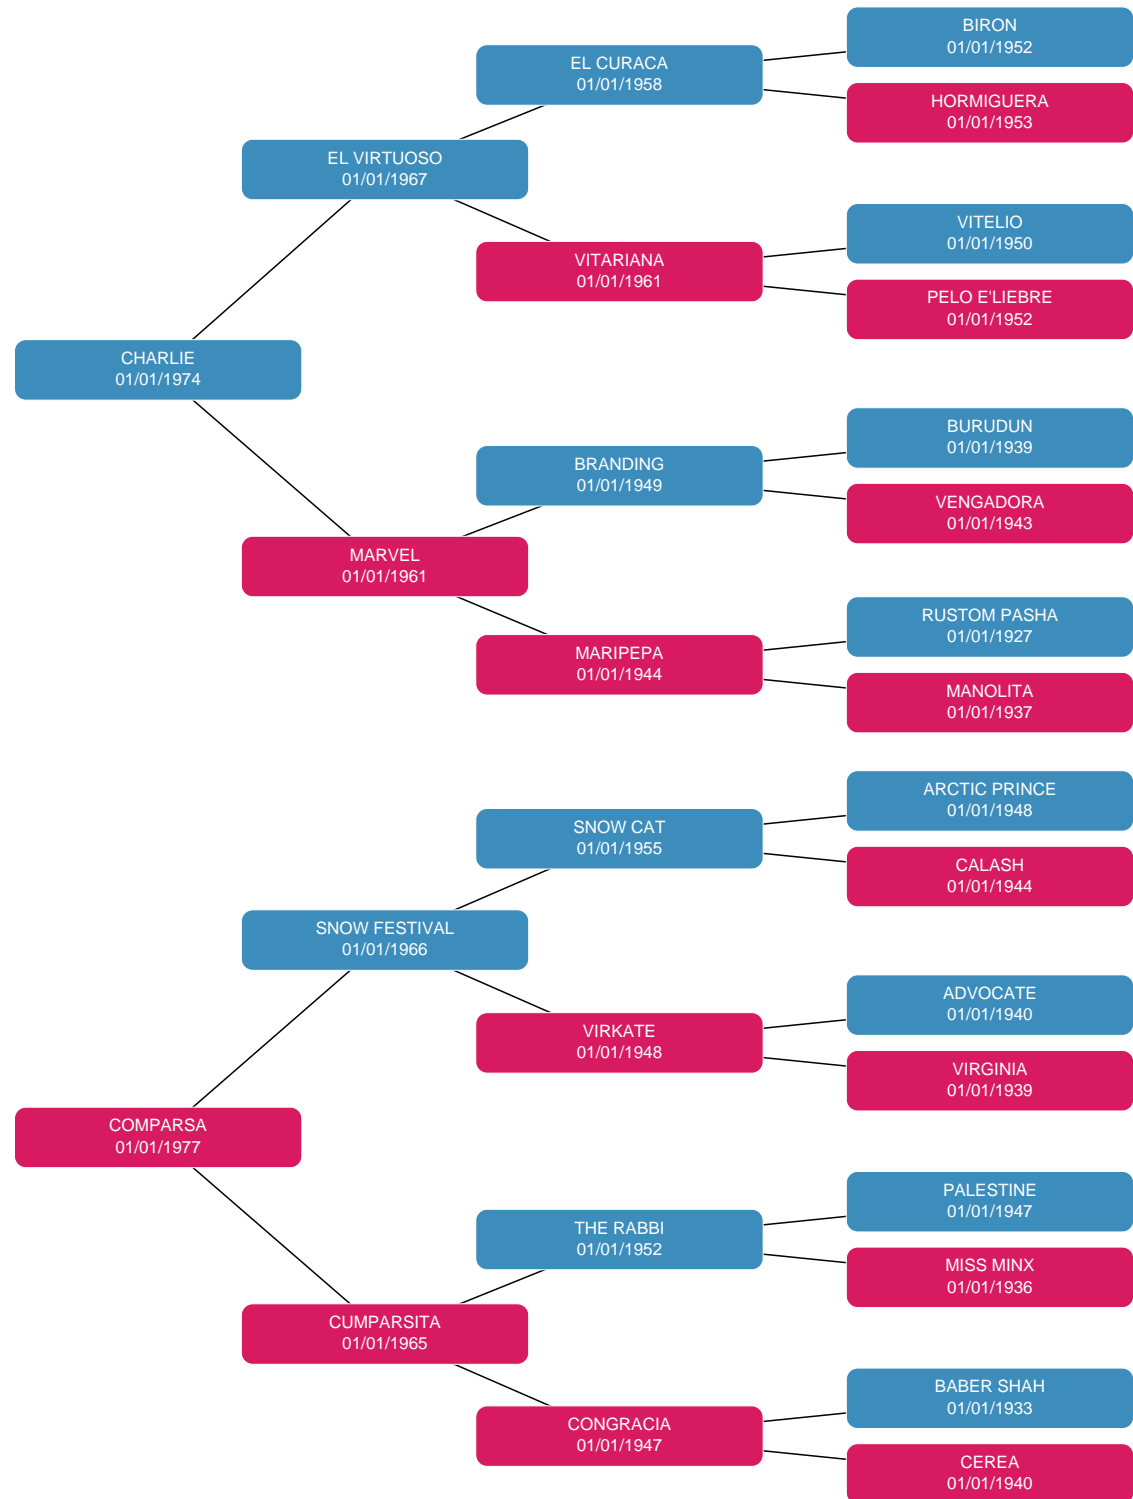 BIRON
01/01/1952
EL CURACA
01/01/1958
HORMIGUERA
01/01/1953
EL VIRTUOSO
01/01/1967
VITELIO
01/01/1950
VITARIANA
01/01/1961
PELO E'LIEBRE
01/01/1952
CHARLIE
01/01/1974
BURUDUN
01/01/1939
BRANDING
01/01/1949
VENGADORA
01/01/1943
MARVEL
01/01/1961
RUSTOM PASHA
01/01/1927
MARIPEPA
01/01/1944
MANOLITA
01/01/1937
ARCTIC PRINCE
01/01/1948
SNOW CAT
01/01/1955
CALASH
01/01/1944
SNOW FESTIVAL
01/01/1966
ADVOCATE
01/01/1940
VIRKATE
01/01/1948
VIRGINIA
01/01/1939
COMPARSA
01/01/1977
PALESTINE
01/01/1947
THE RABBI
01/01/1952
MISS MINX
01/01/1936
CUMPARSITA
01/01/1965
BABER SHAH
01/01/1933
CONGRACIA
01/01/1947
CEREA
01/01/1940